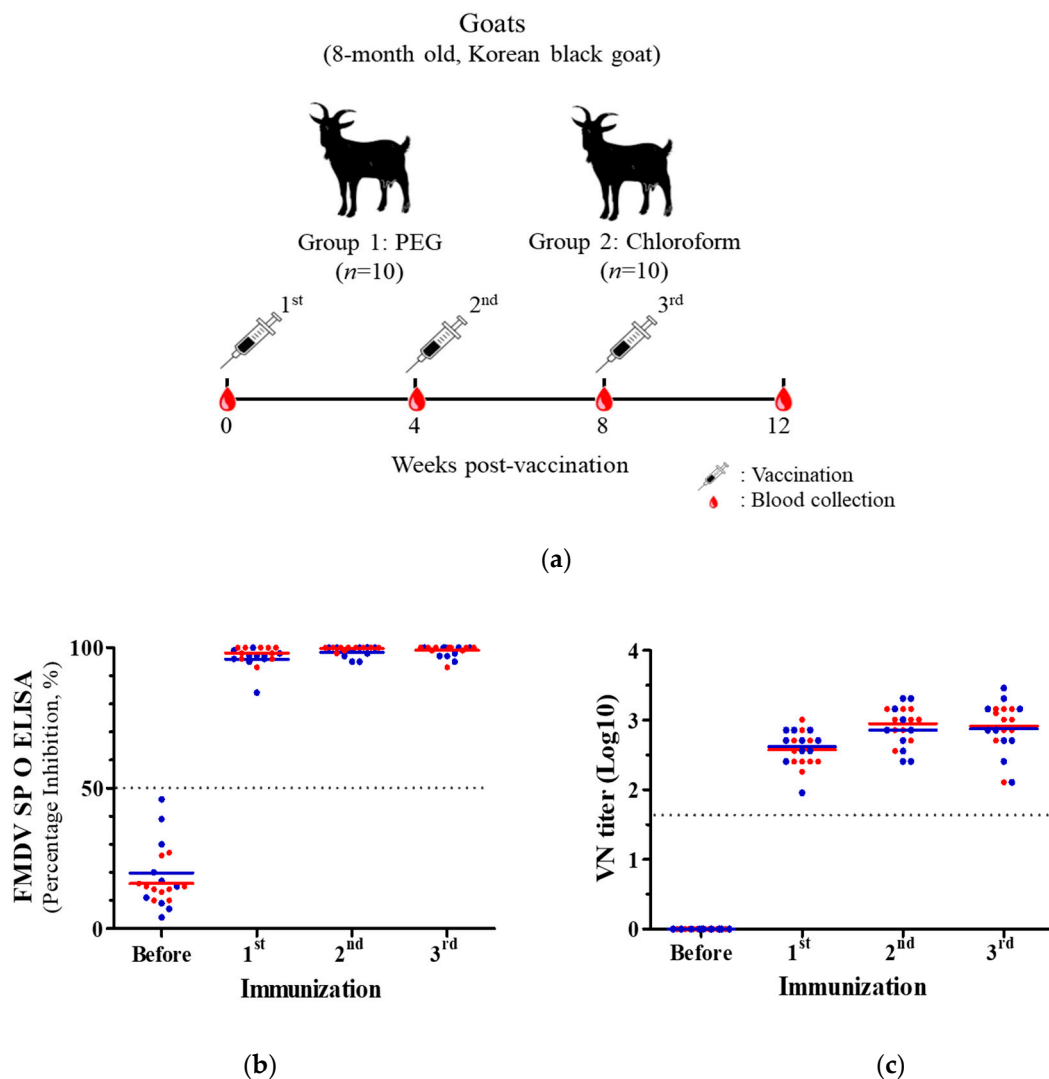 Goats
(8-month old, Korean black goat)
Group 1: PEG
(n=10)
Group 2: Chloroform
(n=10)
1st
2nd
3rd
0
4
8
12
Weeks post-vaccination
: Vaccination
: Blood collection
(a)
FMDV SP O ELISA
(Percentage Inhibition, %)
100
50
0
Before
1st
2nd
3rd
Immunization
(b)
VN titer (Log10)
4
3
2
1
0
Before
1st
2nd
3rd
Immunization
(c)